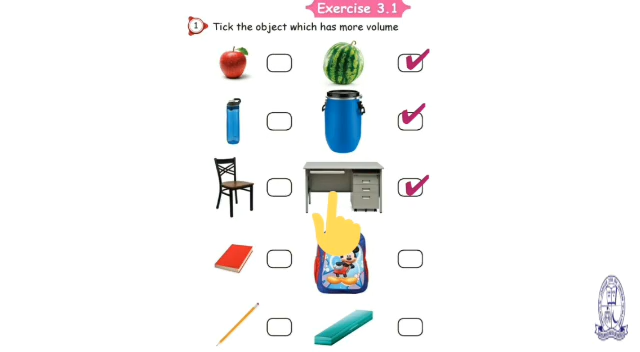 Exercise 3.1
1 Tick the object which has more volume